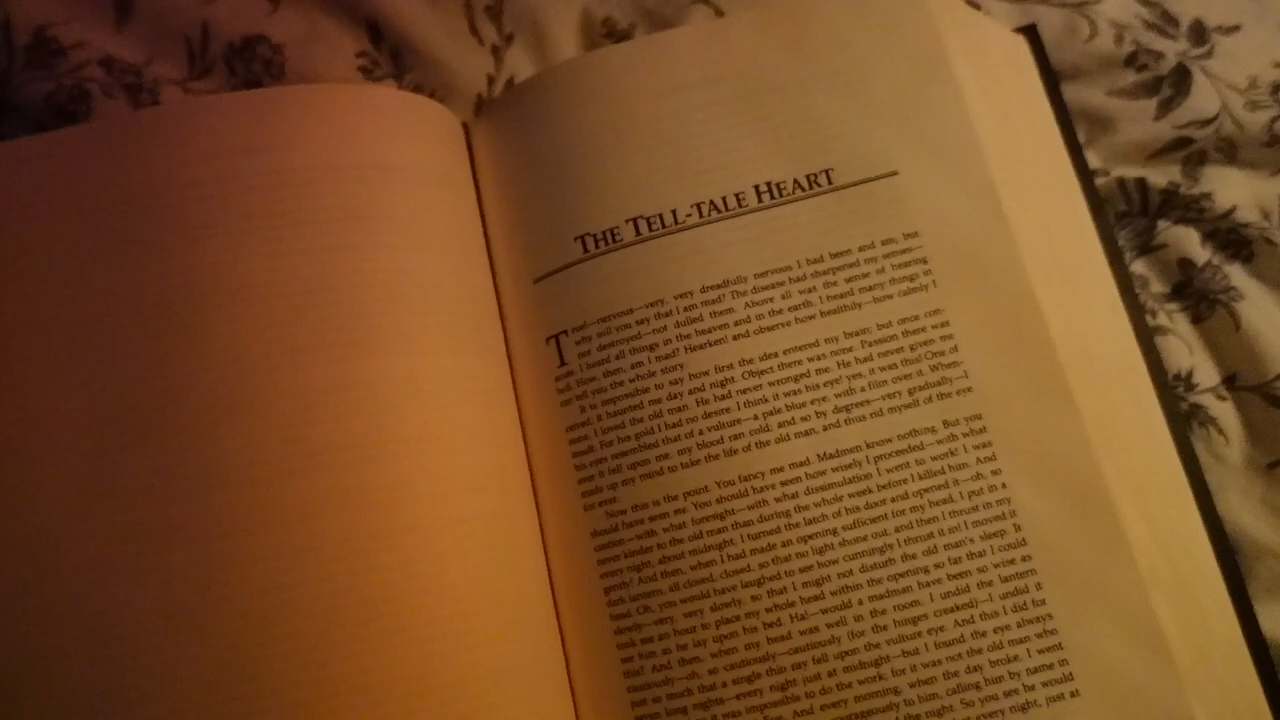 THE TELL-TALE HEART
True!—nervous—very, very dreadfully nervous I had been and am; but
why will you say that I am mad? The disease had sharpened my senses—
not destroyed—not dulled them. Above all was the sense of hearing
acute. I heard all things in the heaven and in the earth. I heard many things in
hell. How, then, am I mad? Hearken! and observe how healthily—how calmly I
can tell you the whole story.
It is impossible to say how first the idea entered my brain; but once con-
ceived, it haunted me day and night. Object there was none. Passion there was
none. I loved the old man. He had never wronged me. He had never given me
insult. For his gold I had no desire. I think it was his eye! yes, it was this! One of
his eyes resembled that of a vulture—a pale blue eye, with a film over it. When-
ever it fell upon me, my blood ran cold; and so by degrees—very gradually—I
made up my mind to take the life of the old man, and thus rid myself of the eye
for ever.
Now this is the point. You fancy me mad. Madmen know nothing. But you
should have seen me. You should have seen how wisely I proceeded—with what
caution—with what foresight—with what dissimulation I went to work! I was
never kinder to the old man than during the whole week before I killed him. And
every night, about midnight, I turned the latch of his door and opened it—oh, so
gently! And then, when I had made an opening sufficient for my head, I put in a
dark lantern, all closed, closed, so that no light shone out, and then I thrust in my
head. Oh, you would have laughed to see how cunningly I thrust it in! I moved it
slowly—very, very slowly, so that I might not disturb the old man's sleep. It
took me an hour to place my whole head within the opening so far that I could
see him as he lay upon his bed. Ha!—would a madman have been so wise as
this? And then, when my head was well in the room, I undid the lantern
cautiously—oh, so cautiously—cautiously (for the hinges creaked)—I undid it
just so much that a single thin ray fell upon the vulture eye. And this I did for
seven long nights—every night just at midnight—but I found the eye always
it was impossible to do the work; for it was not the old man who
Eye. And every morning, when the day broke, I went
courageously to him, calling him by name in
the night. So you see he would
that every night, just at